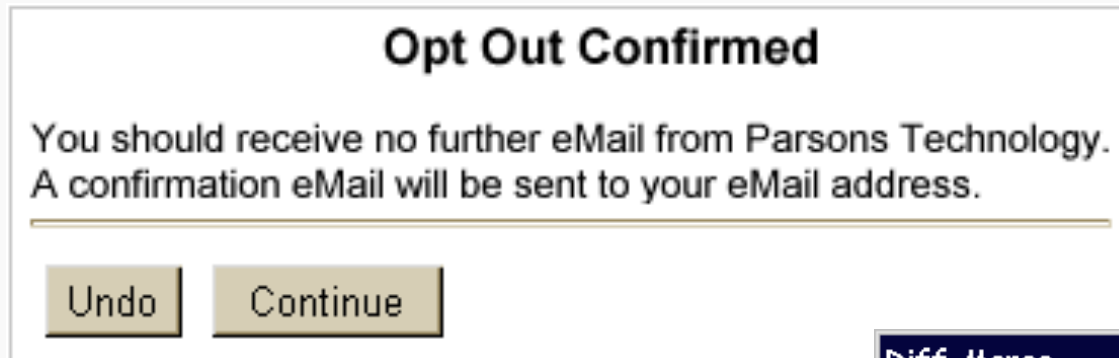 Opt Out Confirmed
You should receive no further eMail from Parsons Technology.
A confirmation eMail will be sent to your eMail address.
Undo Continue